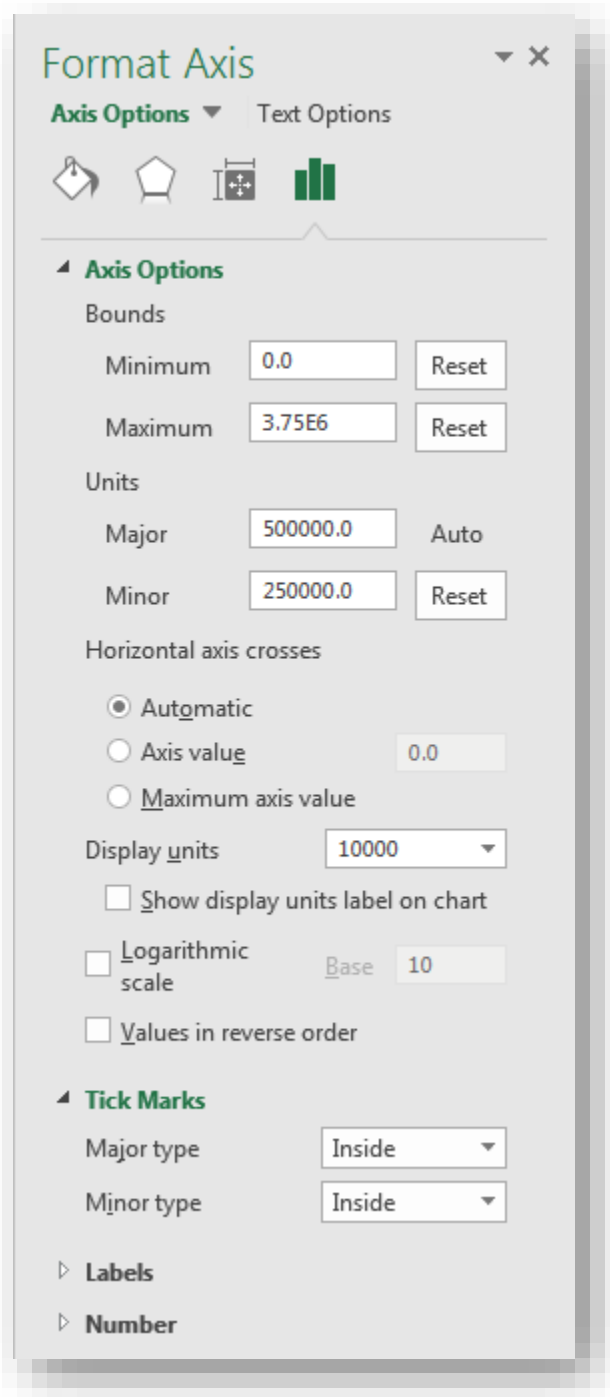 Format Axis
Axis Options Text Options
Axis Options
Bounds
Minimum 0.0 Reset
Maximum 3.75E6 Reset
Units
Major 500000.0 Auto
Minor 250000.0 Reset
Horizontal axis crosses
Automatic
Axis value 0.0
Maximum axis value
Display units 10000
Show display units label on chart
Logarithmic
scale Base 10
Values in reverse order
Tick Marks
Major type Inside
Minor type Inside
Labels
Number